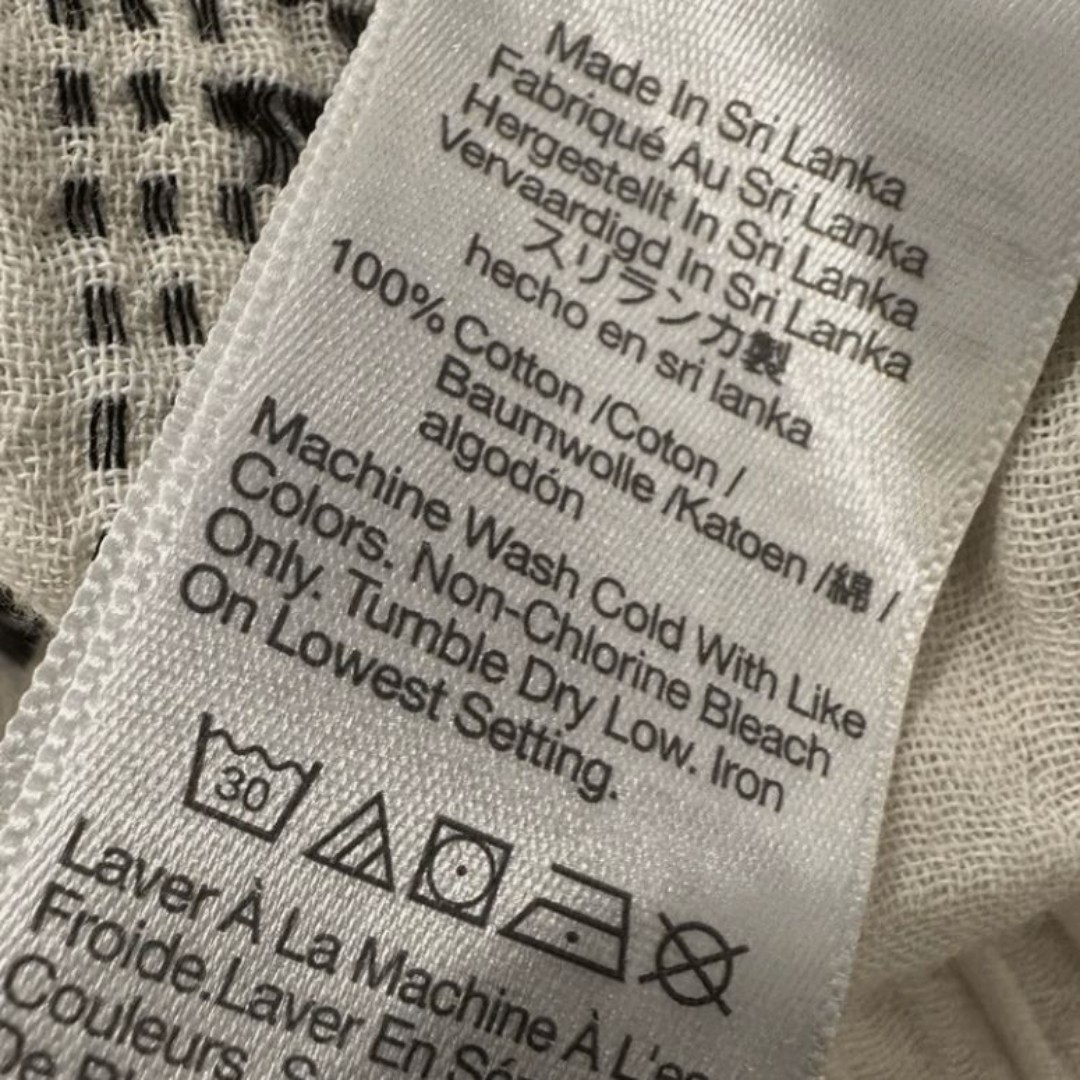 Made In Sri Lanka
Fabriqué Au Sri Lanka
Hergestellt In Sri Lanka
Vervaardigd In Sri Lanka
スリランカ製
hecho en sri lanka
100% Cotton /Coton /
Baumwolle /Katoen /綿 /
algodón
Machine Wash Cold With Like
Colors. Non-Chlorine Bleach
Only. Tumble Dry Low. Iron
On Lowest Setting.
30
Laver À La Machine À L'es
Froide.Laver En Sé
Couleurs.
De